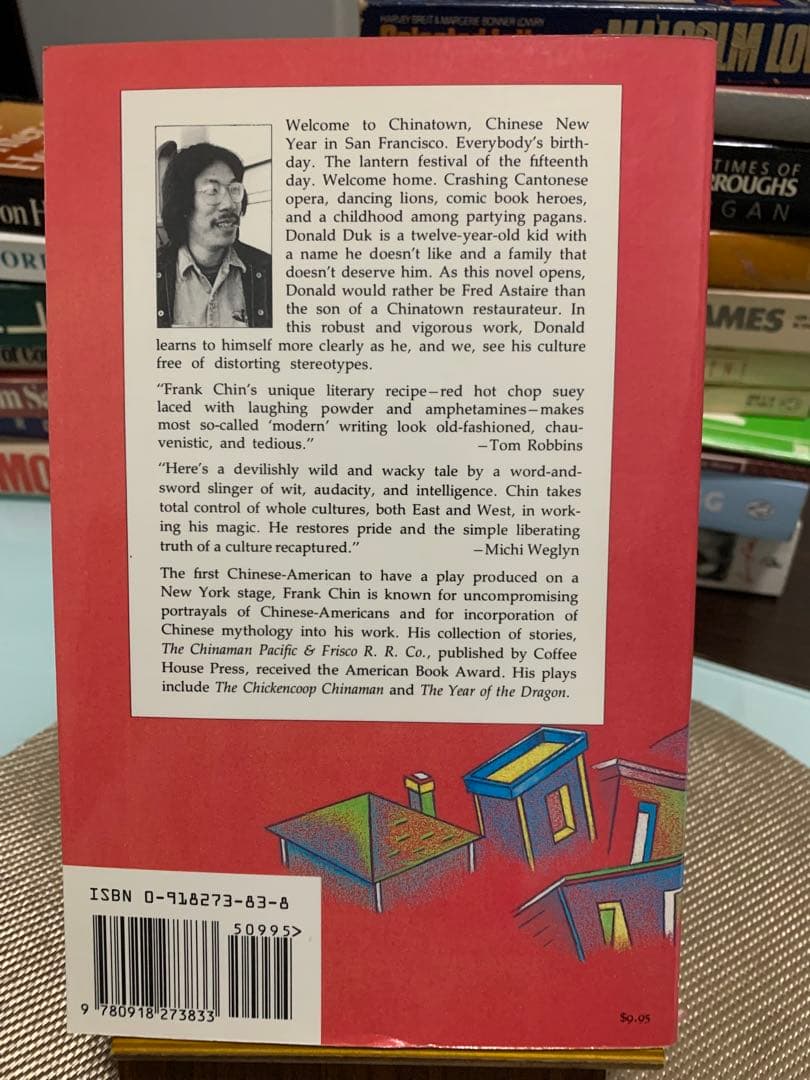 HARVEY BREIT & MARGERIE BONNER LOWRY
MALCOLM LOW
TIMES OF
RROUGHS
GAN
AMES
on H
ORI
of Co
MO
G
Welcome to Chinatown, Chinese New
Year in San Francisco. Everybody's birth-
day. The lantern festival of the fifteenth
day. Welcome home. Crashing Cantonese
opera, dancing lions, comic book heroes,
and a childhood among partying pagans.
Donald Duk is a twelve-year-old kid with
a name he doesn't like and a family that
doesn't deserve him. As this novel opens,
Donald would rather be Fred Astaire than
the son of a Chinatown restaurateur. In
this robust and vigorous work, Donald
learns to himself more clearly as he, and we, see his culture
free of distorting stereotypes.
"Frank Chin's unique literary recipe—red hot chop suey
laced with laughing powder and amphetamines—makes
most so-called 'modern' writing look old-fashioned, chau-
venistic, and tedious." —Tom Robbins
"Here's a devilishly wild and wacky tale by a word-and-
sword slinger of wit, audacity, and intelligence. Chin takes
total control of whole cultures, both East and West, in work-
ing his magic. He restores pride and the simple liberating
truth of a culture recaptured." —Michi Weglyn
The first Chinese-American to have a play produced on a
New York stage, Frank Chin is known for uncompromising
portrayals of Chinese-Americans and for incorporation of
Chinese mythology into his work. His collection of stories,
The Chinaman Pacific & Frisco R. R. Co., published by Coffee
House Press, received the American Book Award. His plays
include The Chickencoop Chinaman and The Year of the Dragon.
ISBN 0-918273-83-8
50995>
9 780918 273833
$9.95